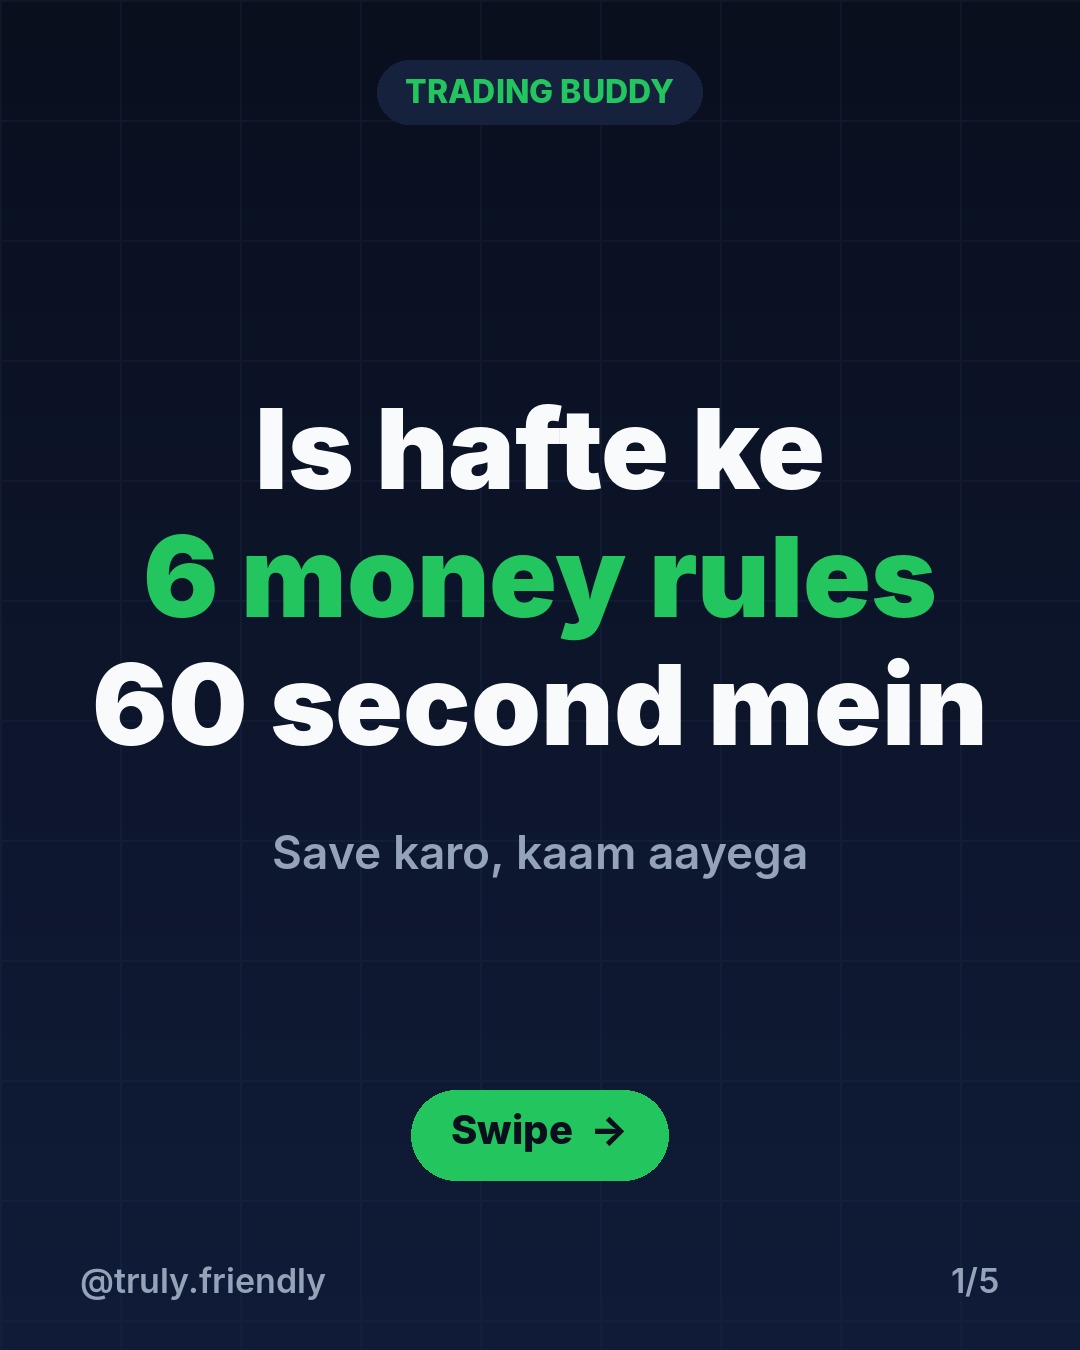 TRADING BUDDY
Is hafte ke
6 money rules
60 second mein
Save karo, kaam aayega
Swipe →
@truly.friendly
1/5